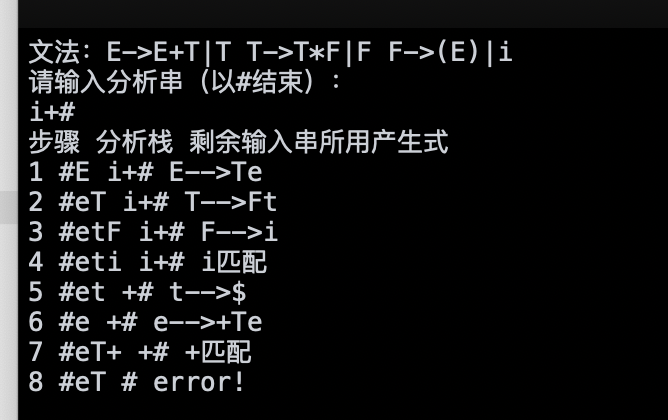 文法：E->E+T|T T->T*F|F F->(E)|i
请输入分析串（以#结束）：
i+#
步骤 分析栈 剩余输入串所用产生式
1 #E i+# E-->Te
2 #eT i+# T-->Ft
3 #etF i+# F-->i
4 #eti i+# i匹配
5 #et +# t-->$
6 #e +# e-->+Te
7 #eT+ +# +匹配
8 #eT # error!